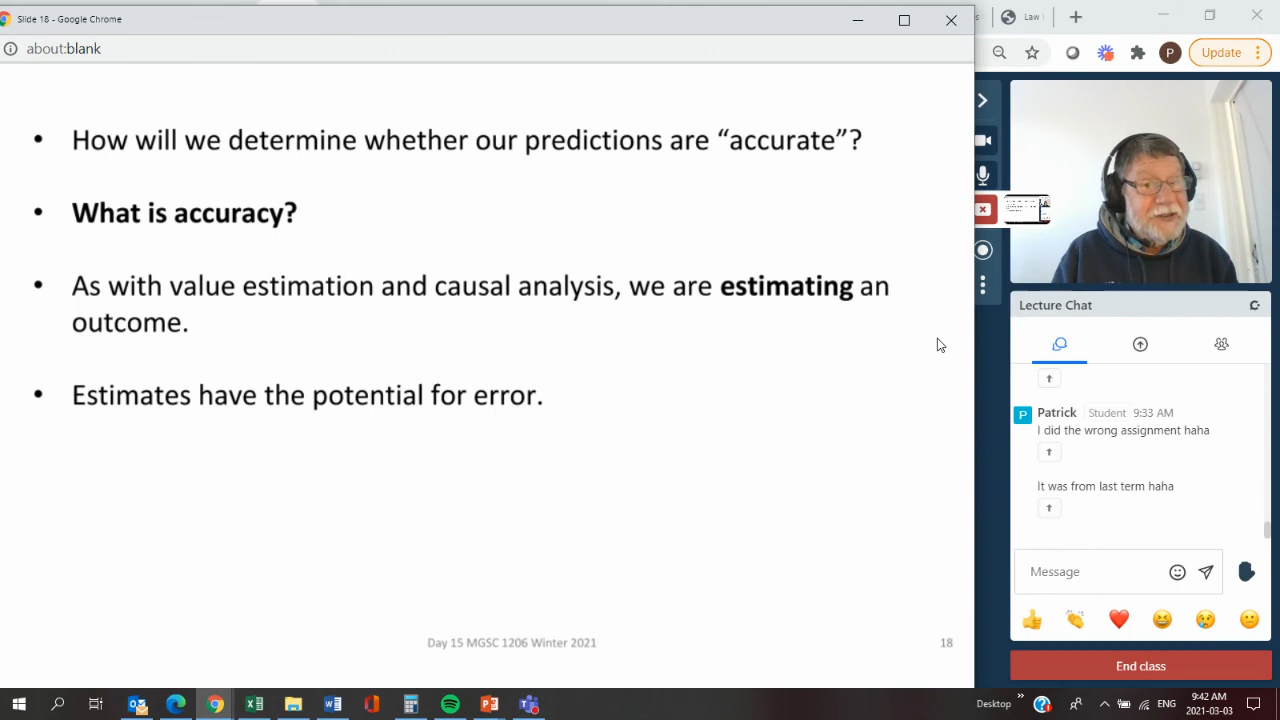 Slide 18 - Google Chrome
Law
about:blank
P
Update
• How will we determine whether our predictions are “accurate”?
• What is accuracy?
• As with value estimation and causal analysis, we are estimating an
outcome.
• Estimates have the potential for error.
Day 15 MGSC 1206 Winter 2021
18
Lecture Chat
P
Patrick Student 9:33 AM
I did the wrong assignment haha
It was from last term haha
Message
End class
Desktop
ENG
9:42 AM
2021-03-03